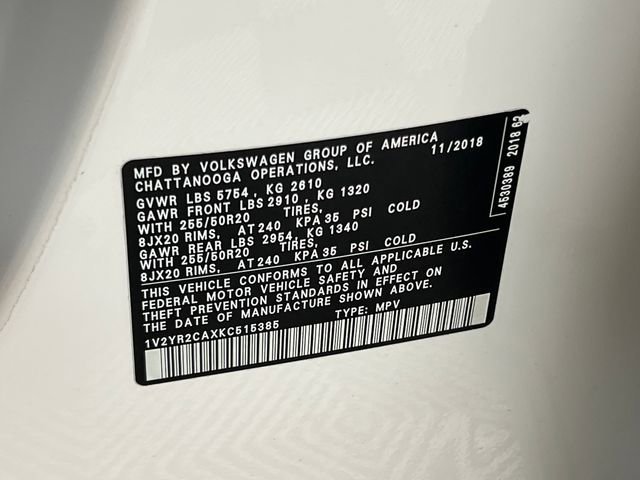 MFD BY VOLKSWAGEN GROUP OF AMERICA 11/2018
CHATTANOOGA OPERATIONS, LLC.
GVWR LBS 5754 , KG 2610
GAWR FRONT LBS 2910 , KG 1320
WITH 255/50R20 TIRES,
8JX20 RIMS, AT 240 KPA 35 PSI COLD
GAWR REAR LBS 2954, KG 1340
WITH 255/50R20 TIRES,
8JX20 RIMS, AT 240 KPA 35 PSI COLD
THIS VEHICLE CONFORMS TO ALL APPLICABLE U.S.
FEDERAL MOTOR VEHICLE SAFETY AND
THEFT PREVENTION STANDARDS IN EFFECT ON
THE DATE OF MANUFACTURE SHOWN ABOVE.
1V2YR2CAXKC515385 TYPE: MPV
4530389 2018